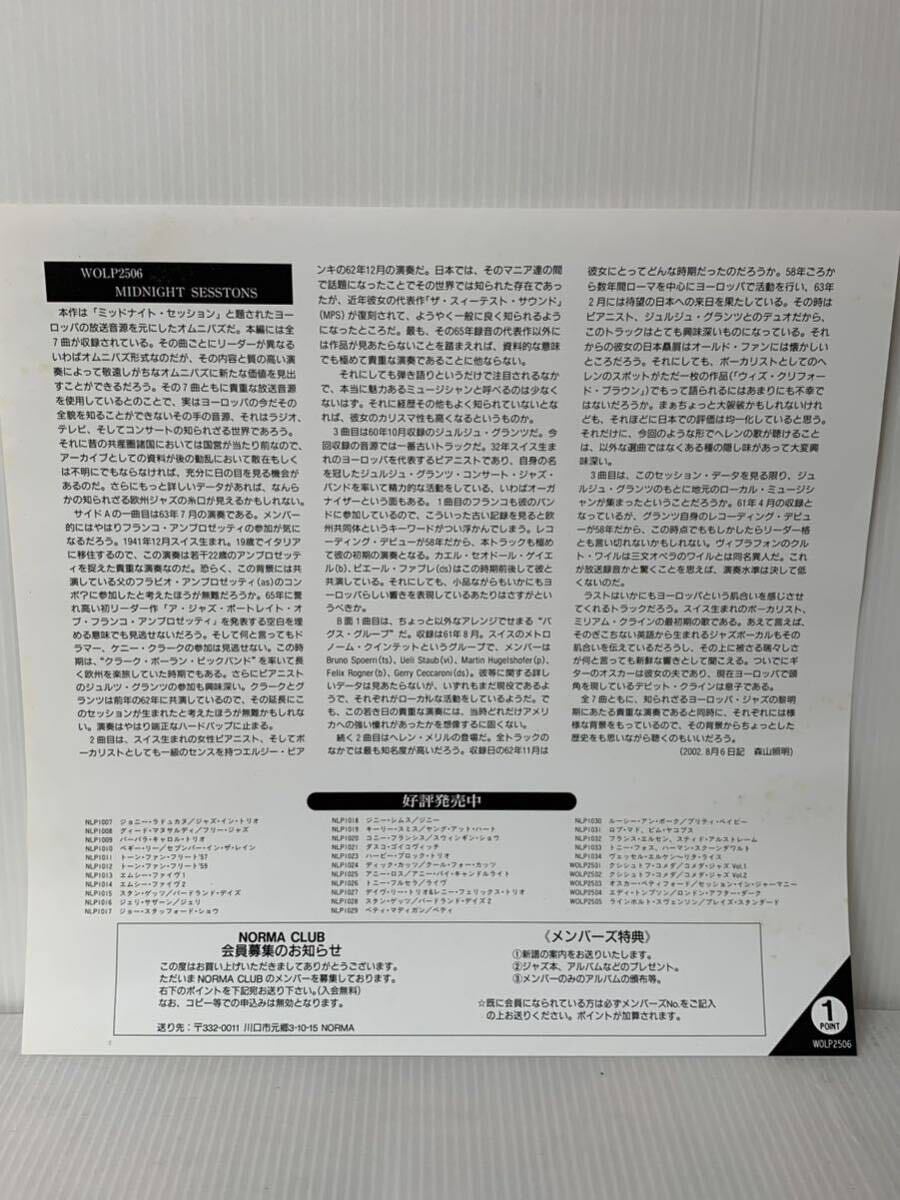 WOLP2506
MIDNIGHT SESSTONS
本作は「ミッドナイト・セッション」と題されたヨー
ロッパの放送音源を元にしたオムニバズだ。本編には全
7曲が収録されている。その曲ごとにリーダーが異なる
いわばオムニバズ形式なのだが、その内容と質の高い演
奏によって敬遠しがちなオムニバズに新たな価値を見出
すことができるだろう。その7曲ともに貴重な放送音源
を使用しているとのことで、実はヨーロッパの今だその
全貌を知ることができないその手の音源、それはラジオ、
テレビ、そしてコンサートの知られざる世界であろう。
それに昔の共産圏諸国においては国営が当たり前なので、
アーカイブとしての資料が後の動乱において散在もしく
は不明にでもならなければ、充分に日の目を見る機会が
あるのだ。さらにもっと詳しいデータがあれば、なんら
かの知られざる欧州ジャズの糸口が見えるかもしれない。
サイドAの一曲目は63年7月の演奏である。メンバー
的にはやはりフランコ・アンブロゼッティの参加が気に
なるだろう。1941年12月スイス生まれ。19歳でイタリア
に移住するので、この演奏は若干22歳のアンブロゼッテ
ィを捉えた貴重な演奏なのだ。恐らく、この背景には共
演している父のフラビオ・アンブロゼッティ(as)のコン
ボ?に参加したと考えたほうが無難だろうか。65年に誉
れ高い初リーダー作「ア・ジャズ・ポートレイト・オ
ブ・フランコ・アンブロゼッティ」を発表する空白を埋
める意味でも見逃せないだろう。そして何と言ってもド
ラマー、ケニー・クラークの参加は見逃せない。この時
期は、“クラーク・ボーラン・ビックバンド”を率いて長
く欧州を楽旅していた時期でもある。さらにピアニスト
のジュルツ・グランツの参加も興味深い。クラークとグ
ランツは前年の62年に共演しているので、その延長にこ
のセッションが生まれたと考えたほうが無難かもしれな
い。演奏はやはり端正なハードバップに止まる。
2曲目は、スイス生まれの女性ピアニスト、そしてボ
ーカリストとしても一級のセンスを持つエルジー・ビア
ンキの62年12月の演奏だ。日本では、そのマニア達の間
で話題になったことでその世界では知られた存在であっ
たが、近年彼女の代表作「ザ・スィーテスト・サウンド」
(MPS)が復刻されて、ようやく一般に良く知られるよう
になったところだ。最も、その65年録音の代表作以外に
は作品が見あたらないことを踏まえれば、資料的な意味
でも極めて貴重な演奏であることに他ならない。
それにしても弾き語りというだけで注目されるなか
で、本当に魅力あるミュージシャンと呼べるのは少なく
ないはず。それに経歴その他もよく知られていないとな
れば、彼女のカリスマ性も高くなるというものか。
3曲目は60年10月収録のジュルジュ・グランツだ。今
回収録の音源では一番古いトラックだ。32年スイス生ま
れのヨーロッパを代表するピアニストであり、自身の名
を冠したジュルジュ・グランツ・コンサート・ジャズ・
バンドを率いて精力的な活動をしている、いわばオーガ
ナイザーという面もある。1曲目のフランコも彼のバン
ドに参加しているので、こういった古い記録を見ると欧
州共同体というキーワードがつい浮かんでしまう。レコ
ーディング・デビューが58年だから、本トラックも極め
て彼の初期の演奏となる。カエル・セオドール・ゲイエ
ル(b)、ピエール・ファブレ(ds)はこの時期前後して彼と
共演している。それにしても、小品ながらもいかにもヨ
ーロッパらしい響きを表現しているあたりはさすがとい
うべきか。
B面1曲目は、ちょっと以外なアレンジでせまる“バ
グス・グルーブ”だ。収録は61年8月。スイスのメトロ
ノーム・クインテットというグループで、メンバーは
Bruno Spoern(ts)、Ueli Staub(vi)、Martin Hugelshofer(p)、
Felix Rogner(b)、Gerry Ceccaroni(ds)。彼等に関する詳し
いデータは見あたらないが、いずれもまだ現役であるよ
うで、それぞれがローカルな活動をしているようだ。で
も、この若き日の貴重な演奏には、当時どれだけアメリ
カへの強い憧れがあったかを想像するに固くない。
続く2曲目はヘレン・メリルの登場だ。全トラックの
なかでは最も知名度が高いだろう。収録日の62年11月は
彼女にとってどんな時期だったのだろうか。58年ごろか
ら数年間ローマを中心にヨーロッパで活動を行い、63年
2月には待望の日本への来日を果たしている。その時は
ピアニスト、ジュルジュ・グランツとのデュオだから、
このトラックはとても興味深いものになっている。それ
からの彼女の日本贔屓はオールド・ファンには懐かしい
ところだろう。それにしても、ボーカリストとしてのヘ
レンのスポットがただ一枚の作品(「ウィズ・クリフォー
ド・ブラウン」)でもって語られるにはあまりにも不幸で
はないだろうか。まぁちょっと大袈裟かもしれないけれ
ども、それほどに日本での評価は均一化していると思う。
それだけに、今回のような形でヘレンの歌が聴けること
は、以外な選曲ではなくある種の隠し味があって大変興
味深い。
3曲目は、このセッション・データを見る限り、ジュ
ルジュ・グランツのもとに地元のローカル・ミュージシ
ャンが集まったということだろうか。61年4月の収録と
なっているが、グランツ自身のレコーディング・デビュ
ーが58年だから、この時点でももしかしたらリーダー格
とも言い切れないかもしれない。ヴィブラフォンのクル
ト・ワイルは三文オペラのワイルとは同名異人だ。これ
が放送録音かと驚くことを思えば、演奏水準は決して低
くないのだ。
ラストはいかにもヨーロッパという肌合いを感じさせ
てくれるトラックだろう。スイス生まれのボーカリスト、
ミリアム・クラインの最初期の歌である。あえて言えば、
そのぎこちない英語から生まれるジャズボーカルもその
肌合いを伝えているだろうし、その上に被さる瑞々しさ
が何と言っても新鮮な響きとして聞こえる。ついでにギ
ターのオスカーは彼女の夫であり、現在ヨーロッパで頭
角を現しているデビット・クラインは息子である。
全7曲ともに、知られざるヨーロッパ・ジャズの黎明
期にあたる貴重な演奏であると同時に、それぞれには様
様な背景をもっているので、その背景からちょっとした
歴史をも思いながら聴くのもいいだろう。
(2002. 8月6日記 森山照明)
好評発売中
NLP1007 ジョニー・ラドュカヌ/ジャズ・イン・トリオ
NLP1008 グィード・マヌサルディ/フリー・ジャズ
NLP1009 バーバラ・キャロル・トリオ
NLP1010 ペギー・リー/セブンバー・イン・ザ・レイン
NLP1011 トーン・ファン・フリート'57
NLP1012 トーン・ファン・フリート'59
NLP1013 エムシー・ファイヴ1
NLP1014 エムシー・ファイヴ2
NLP1015 スタン・ゲッツ/バードランド・デイズ
NLP1016 ジェリ・サザーン/ジェリ
NLP1017 ジョー・スタッフォード・ショウ
NLP1018 ジニー・シムス/ジニー
NLP1019 キーリー・スミス/ヤング・アット・ハート
NLP1020 コニー・フランシス/スウィンギン・ショウ
NLP1021 ダスコ・ゴイコヴィッチ
NLP1023 ハービー・ブロック・トリオ
NLP1024 ディック・カッツ/クール・フォー・カッツ
NLP1025 アニー・ロス/アニー・バイ・キャンドルライト
NLP1026 トニー・フルセラ/ライヴ
NLP1027 デイヴ・リー・トリオ&レニー・フェリックス・トリオ
NLP1028 スタン・ゲッツ/バードランド・デイズ2
NLP1029 ベティ・マディガン/ベティ
NLP1030 ルーシー・アン・ポーク/プリティ・ベイビー
NLP1031 ロブ・マド、ピム・ヤコブス
NLP1032 フランス・エルセン、スティド・アルストレーム
NLP1033 トニー・フォス、ハーマン・スクーンダワルト
NLP1034 ヴェッセル・エルケン〜リタ・ライス
WOLP2501 クシシュトフ・コメダ/コメダ・ジャズ Vol.1
WOLP2502 クシシュトフ・コメダ/コメダ・ジャズ Vol.2
WOLP2503 オスカー・ペティフォード/セッション・イン・ジャーマニー
WOLP2504 エディ・トンプソン/ロンドン・アフター・ダーク
WOLP2505 ラインホルト・スヴェンソン/プレイズ・スタンダード
NORMA CLUB
会員募集のお知らせ
この度はお買い上げいただきましてありがとうございます。
ただいま NORMA CLUB のメンバーを募集しております。
右下のポイントを下記宛お送り下さい。(入会無料)
なお、コピー等での申込みは無効となります。
送り先:〒332-0011 川口市元郷3-10-15 NORMA
《メンバーズ特典》
①新譜の案内をお送りいたします。
②ジャズ本、アルバムなどのプレゼント。
③メンバーのみのアルバムの頒布等。
☆既に会員になられている方は必ずメンバーズNo.をご記入
の上お送りください。ポイントが加算されます。
1
POINT
WOLP2506